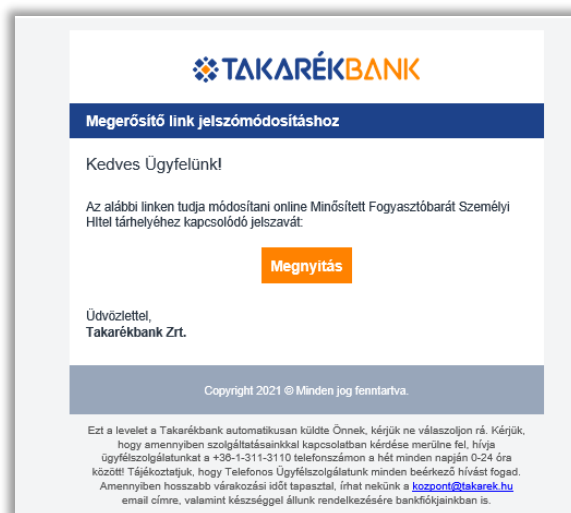 TAKARÉKBANK
Megerősítő link jelszómódosításhoz
Kedves Ügyfelünk!
Az alábbi linken tudja módosítani online Minősített Fogyasztóbarát Személyi
HItel tárhelyéhez kapcsolódó jelszavát:
Megnyitás
Üdvözlettel,
Takarékbank Zrt.
Copyright 2021 © Minden jog fenntartva.
Ezt a levelet a Takarékbank automatikusan küldte Önnek, kérjük ne válaszoljon rá. Kérjük,
hogy amennyiben szolgáltatásainkkal kapcsolatban kérdése merülne fel, hívja
ügyfélszolgálatunkat a +36-1-311-3110 telefonszámon a hét minden napján 0-24 óra
között! Tájékoztatjuk, hogy Telefonos Ügyfélszolgálatunk minden beérkező hívást fogad.
Amennyiben hosszabb várakozási időt tapasztal, írhat nekünk a kozpont@takarek.hu
email címre, valamint készséggel állunk rendelkezésére bankfiókjainkban is.